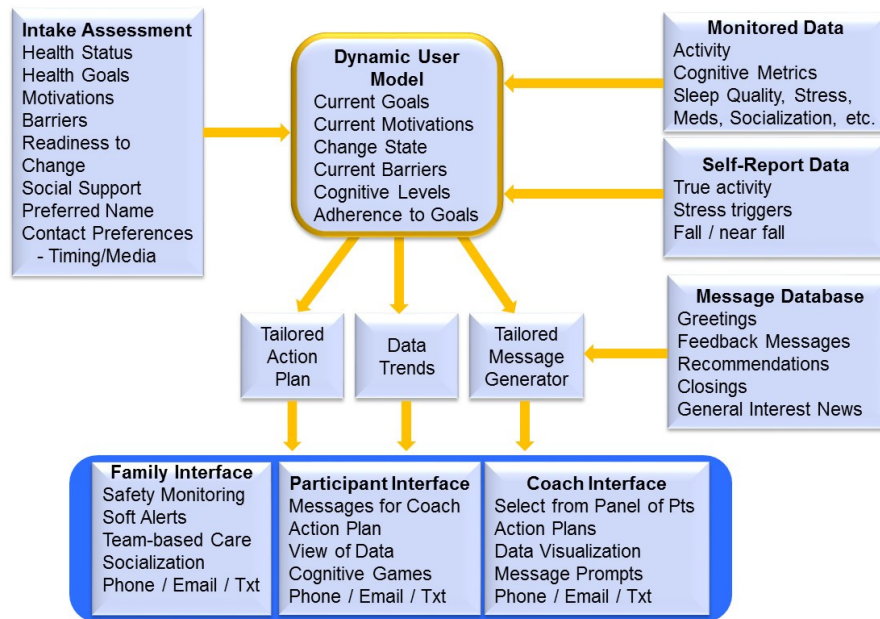 Intake Assessment
Health Status
Health Goals
Motivations
Barriers
Readiness to
Change
Social Support
Preferred Name
Contact Preferences
- Timing/Media
Dynamic User
Model
Current Goals
Current Motivations
Change State
Current Barriers
Cognitive Levels
Adherence to Goals
Monitored Data
Activity
Cognitive Metrics
Sleep Quality, Stress,
Meds, Socialization, etc.
Self-Report Data
True activity
Stress triggers
Fall / near fall
Message Database
Greetings
Feedback Messages
Recommendations
Closings
General Interest News
Tailored
Action
Plan
Data
Trends
Tailored
Message
Generator
Family Interface
Safety Monitoring
Soft Alerts
Team-based Care
Socialization
Phone / Email / Txt
Participant Interface
Messages for Coach
Action Plan
View of Data
Cognitive Games
Phone / Email / Txt
Coach Interface
Select from Panel of Pts
Action Plans
Data Visualization
Message Prompts
Phone / Email / Txt